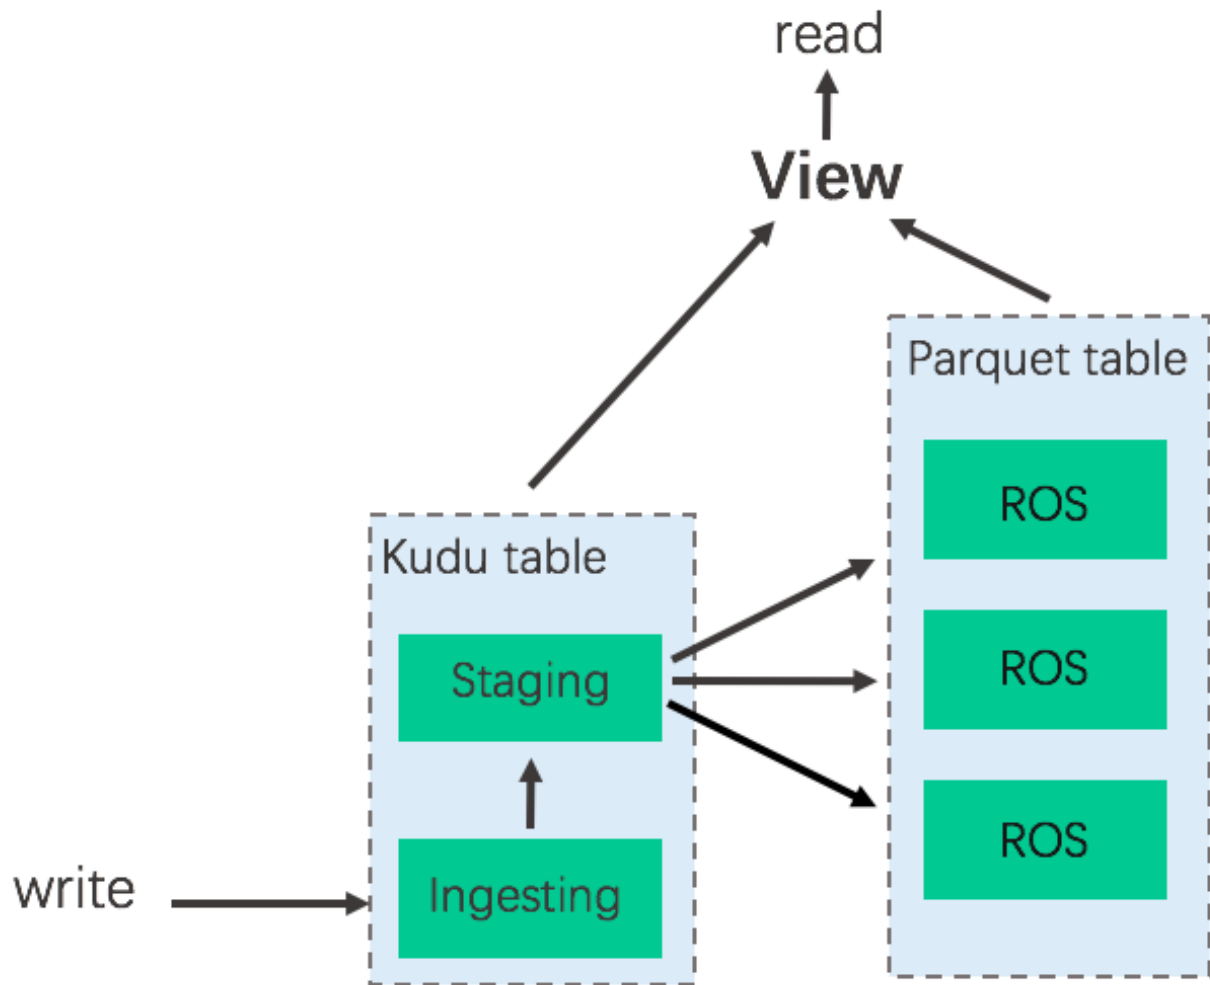 read
View
Parquet table
ROS
Kudu table
Staging
ROS
ROS
write
Ingesting